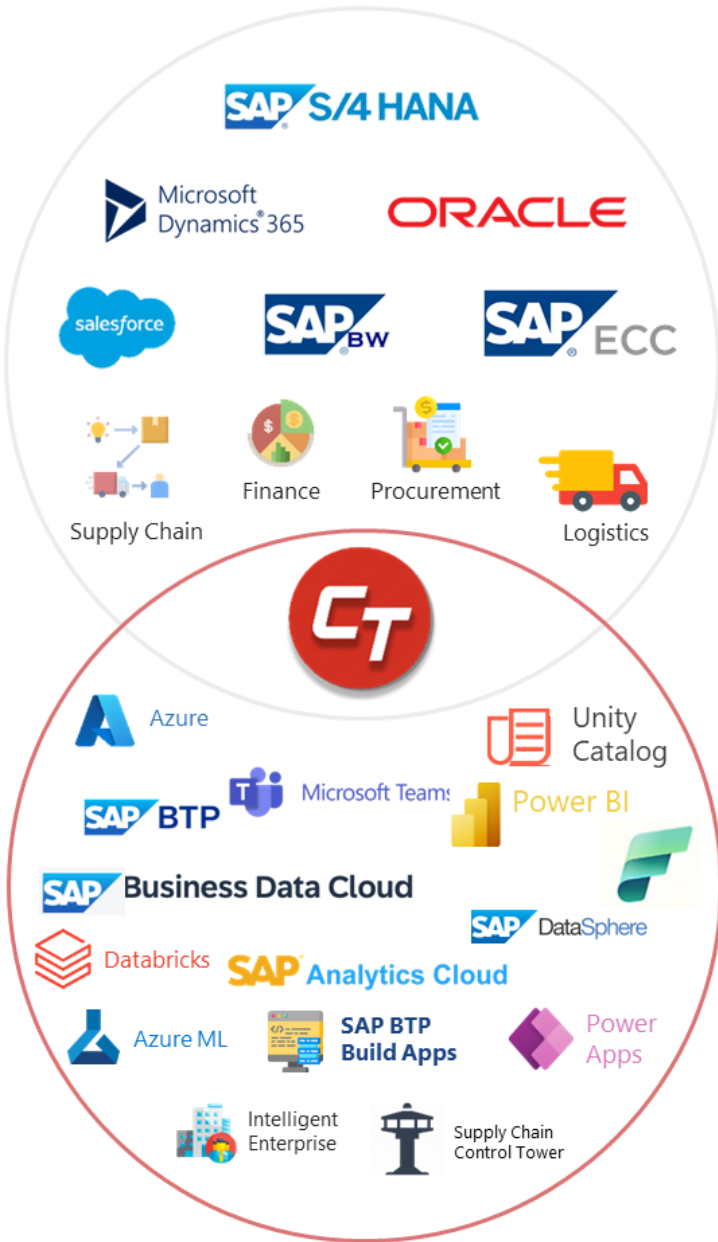 SAP S/4 HANA
Microsoft
Dynamics® 365
ORACLE
salesforce
SAP® BW
SAP® ECC
Supply Chain
Finance
Procurement
Logistics
CT
Azure
Unity
Catalog
Microsoft Teams
SAP BTP
Power BI
SAP Business Data Cloud
SAP DataSphere
Databricks
SAP Analytics Cloud
Azure ML
SAP BTP
Build Apps
Power
Apps
Intelligent
Enterprise
Supply Chain
Control Tower